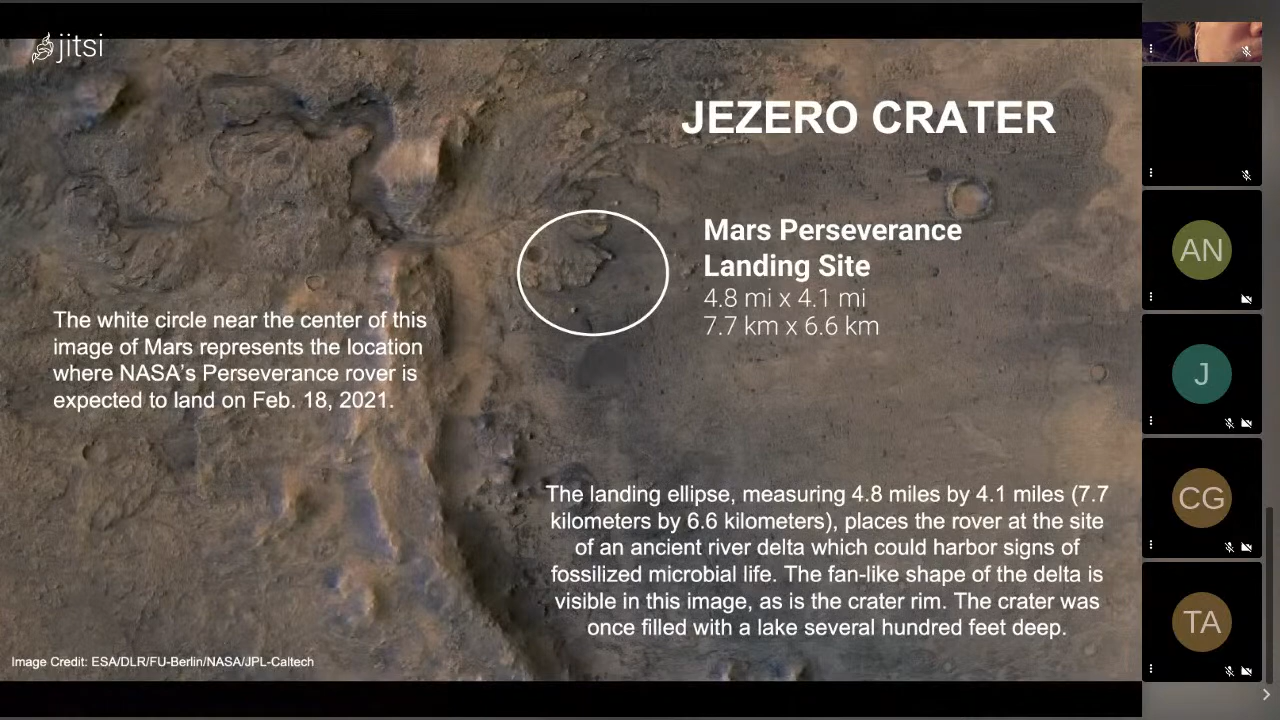 jitsi
JEZERO CRATER
Mars Perseverance
Landing Site
4.8 mi x 4.1 mi
7.7 km x 6.6 km
The white circle near the center of this
image of Mars represents the location
where NASA's Perseverance rover is
expected to land on Feb. 18, 2021.
The landing ellipse, measuring 4.8 miles by 4.1 miles (7.7
kilometers by 6.6 kilometers), places the rover at the site
of an ancient river delta which could harbor signs of
fossilized microbial life. The fan-like shape of the delta is
visible in this image, as is the crater rim. The crater was
once filled with a lake several hundred feet deep.
Image Credit: ESA/DLR/FU-Berlin/NASA/JPL-Caltech
AN
J
CG
TA